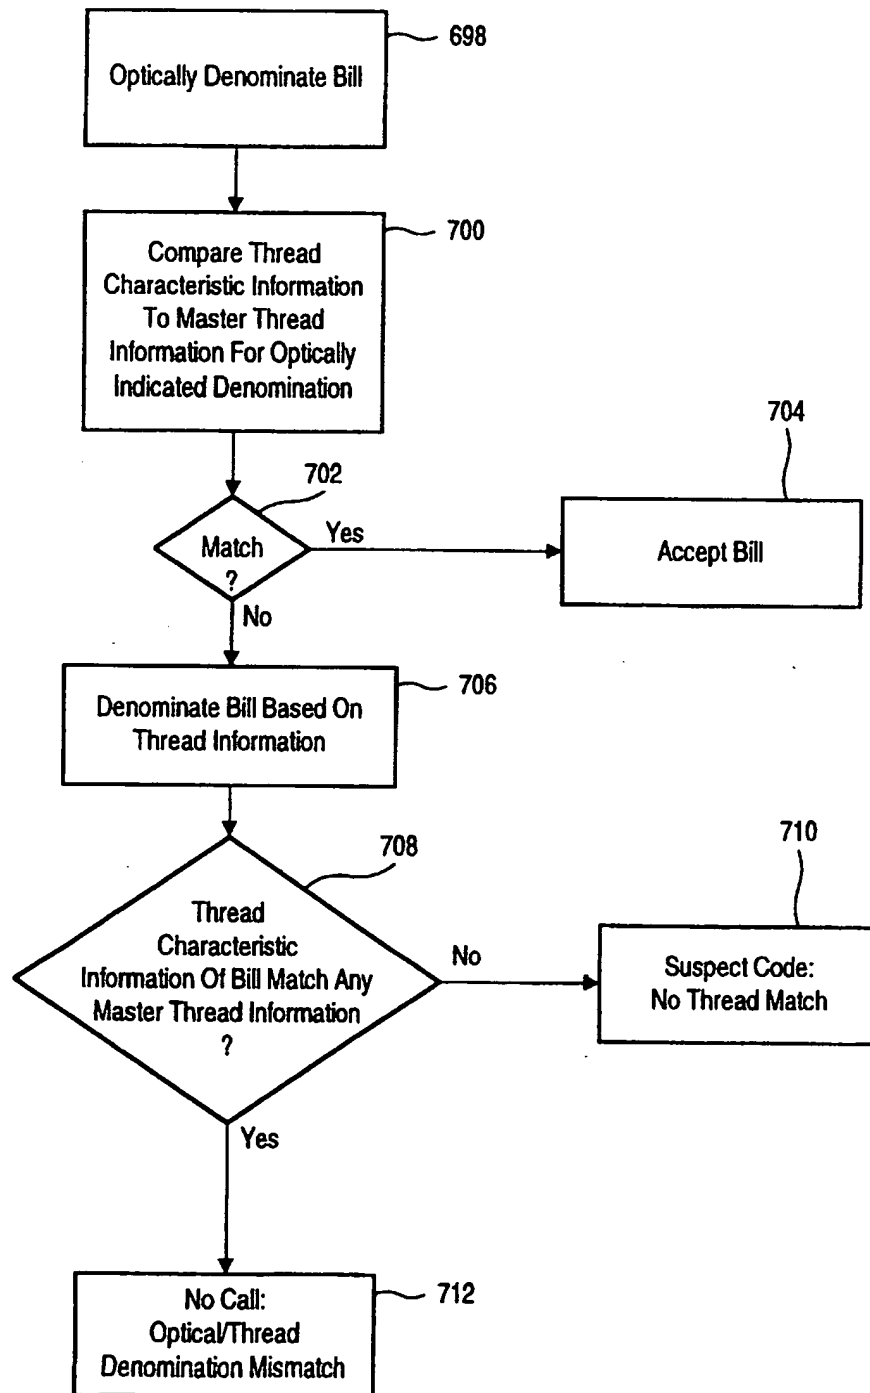 698
Optically Denominate Bill
700
Compare Thread
Characteristic Information
To Master Thread
Information For Optically
Indicated Denomination
702
Match
?
Yes
704
Accept Bill
No
706
Denominate Bill Based On
Thread Information
708
Thread
Characteristic
Information Of Bill Match Any
Master Thread Information
?
No
710
Suspect Code:
No Thread Match
Yes
712
No Call:
Optical/Thread
Denomination Mismatch